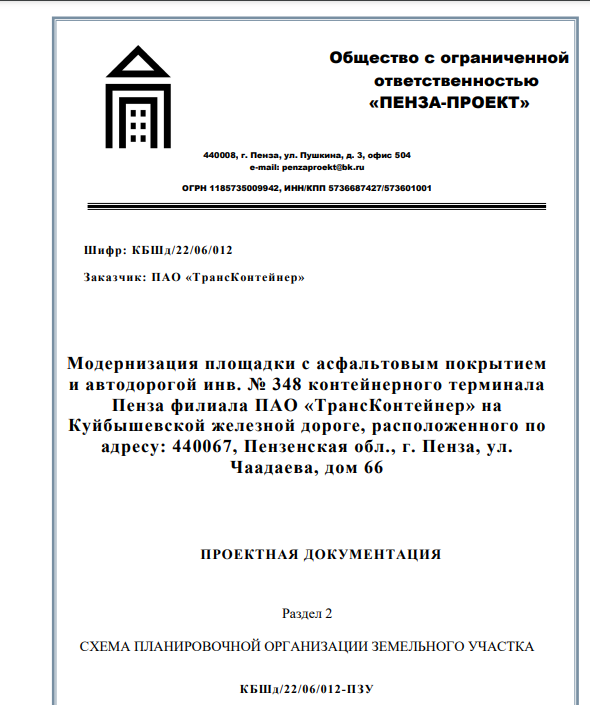 Общество с ограниченной
ответственностью
«ПЕНЗА-ПРОЕКТ»
440008, г. Пенза, ул. Пушкина, д. 3, офис 504
e-mail: penzaproekt@bk.ru
ОГРН 1185735009942, ИНН/КПП 5736687427/573601001
Шифр: КБШд/22/06/012
Заказчик: ПАО «ТрансКонтейнер»
Модернизация площадки с асфальтовым покрытием
и автодорогой инв. № 348 контейнерного терминала
Пенза филиала ПАО «ТрансКонтейнер» на
Куйбышевской железной дороге, расположенного по
адресу: 440067, Пензенская обл., г. Пенза, ул.
Чаадаева, дом 66
ПРОЕКТНАЯ ДОКУМЕНТАЦИЯ
Раздел 2
СХЕМА ПЛАНИРОВОЧНОЙ ОРГАНИЗАЦИИ ЗЕМЕЛЬНОГО УЧАСТКА
КБШд/22/06/012-ПЗУ